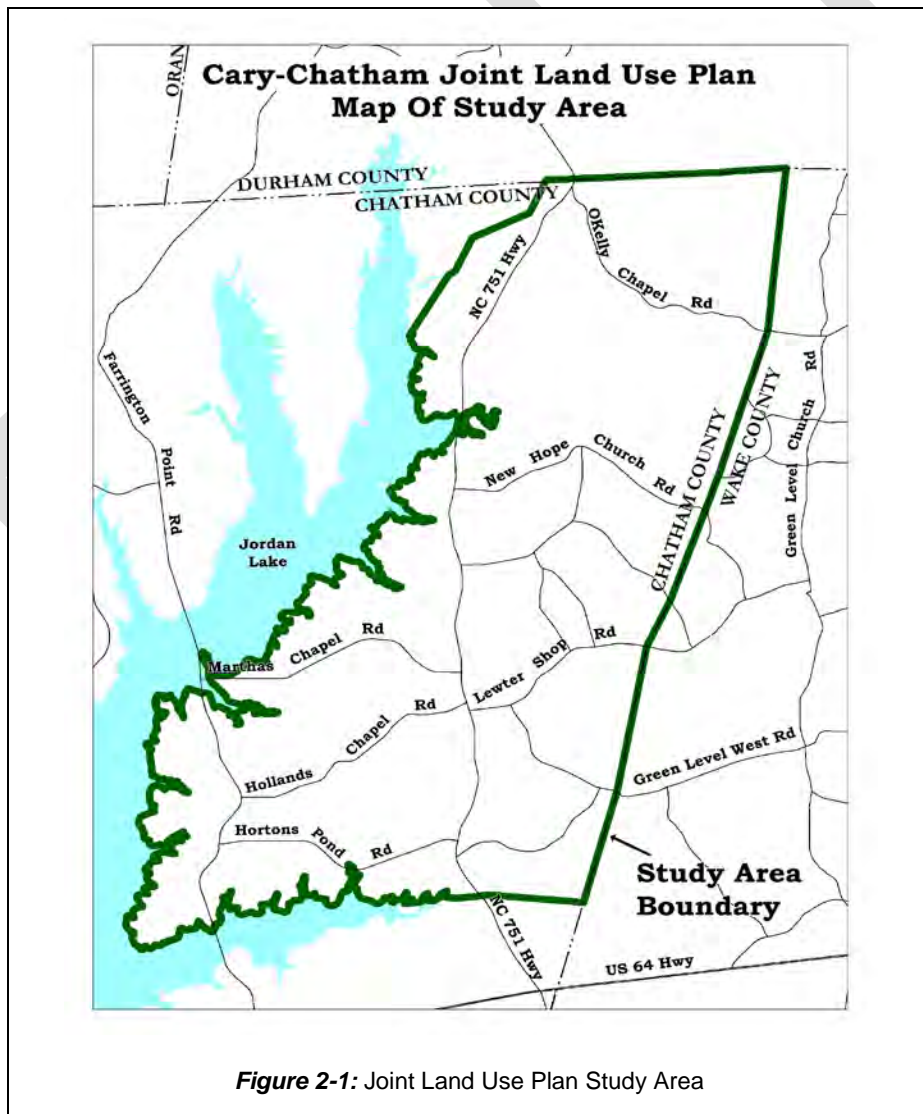 Cary-Chatham Joint Land Use Plan
Map Of Study Area
ORAN
DURHAM COUNTY
CHATHAM COUNTY
NC 751 Hwy
OKelly Chapel Rd
Farrington Point Rd
New Hope Church Rd
CHATHAM COUNTY
WAKE COUNTY
Green Level Church Rd
Jordan
Lake
Marthas Chapel Rd
Lewter Shop Rd
Hollands Chapel Rd
Green Level West Rd
Hortons Pond Rd
Study Area
Boundary
NC 751 Hwy
US 64 Hwy
Figure 2-1: Joint Land Use Plan Study Area